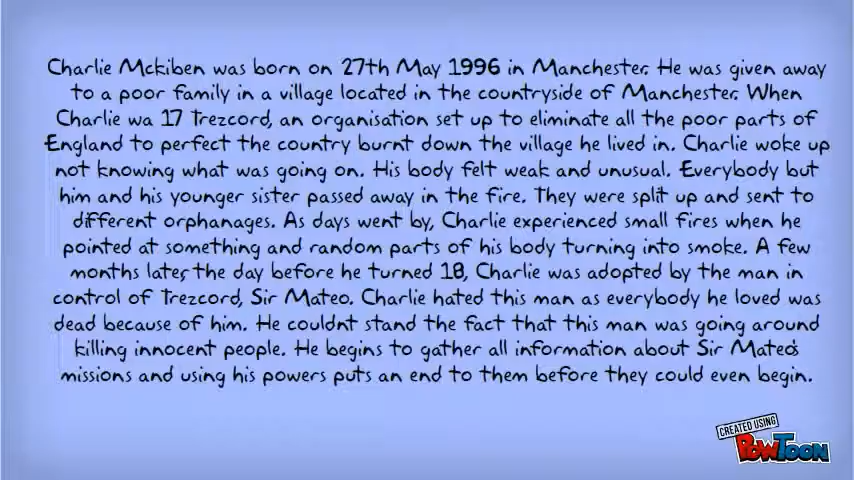 Charlie Mckiben was born on 27th May 1996 in Manchester. He was given away
to a poor family in a village located in the countryside of Manchester. When
Charlie wa 17 Trezcord, an organisation set up to eliminate all the poor parts of
England to perfect the country burnt down the village he lived in. Charlie woke up
not knowing what was going on. His body felt weak and unusual. Everybody but
him and his younger sister passed away in the fire. They were split up and sent to
different orphanages. As days went by, Charlie experienced small fires when he
pointed at something and random parts of his body turning into smoke. A few
months later, the day before he turned 18, Charlie was adopted by the man in
control of Trezcord, Sir Mateo. Charlie hated this man as everybody he loved was
dead because of him. He couldnt stand the fact that this man was going around
killing innocent people. He begins to gather all information about Sir Mateo's
missions and using his powers puts an end to them before they could even begin.
CREATED USING
POWTOON